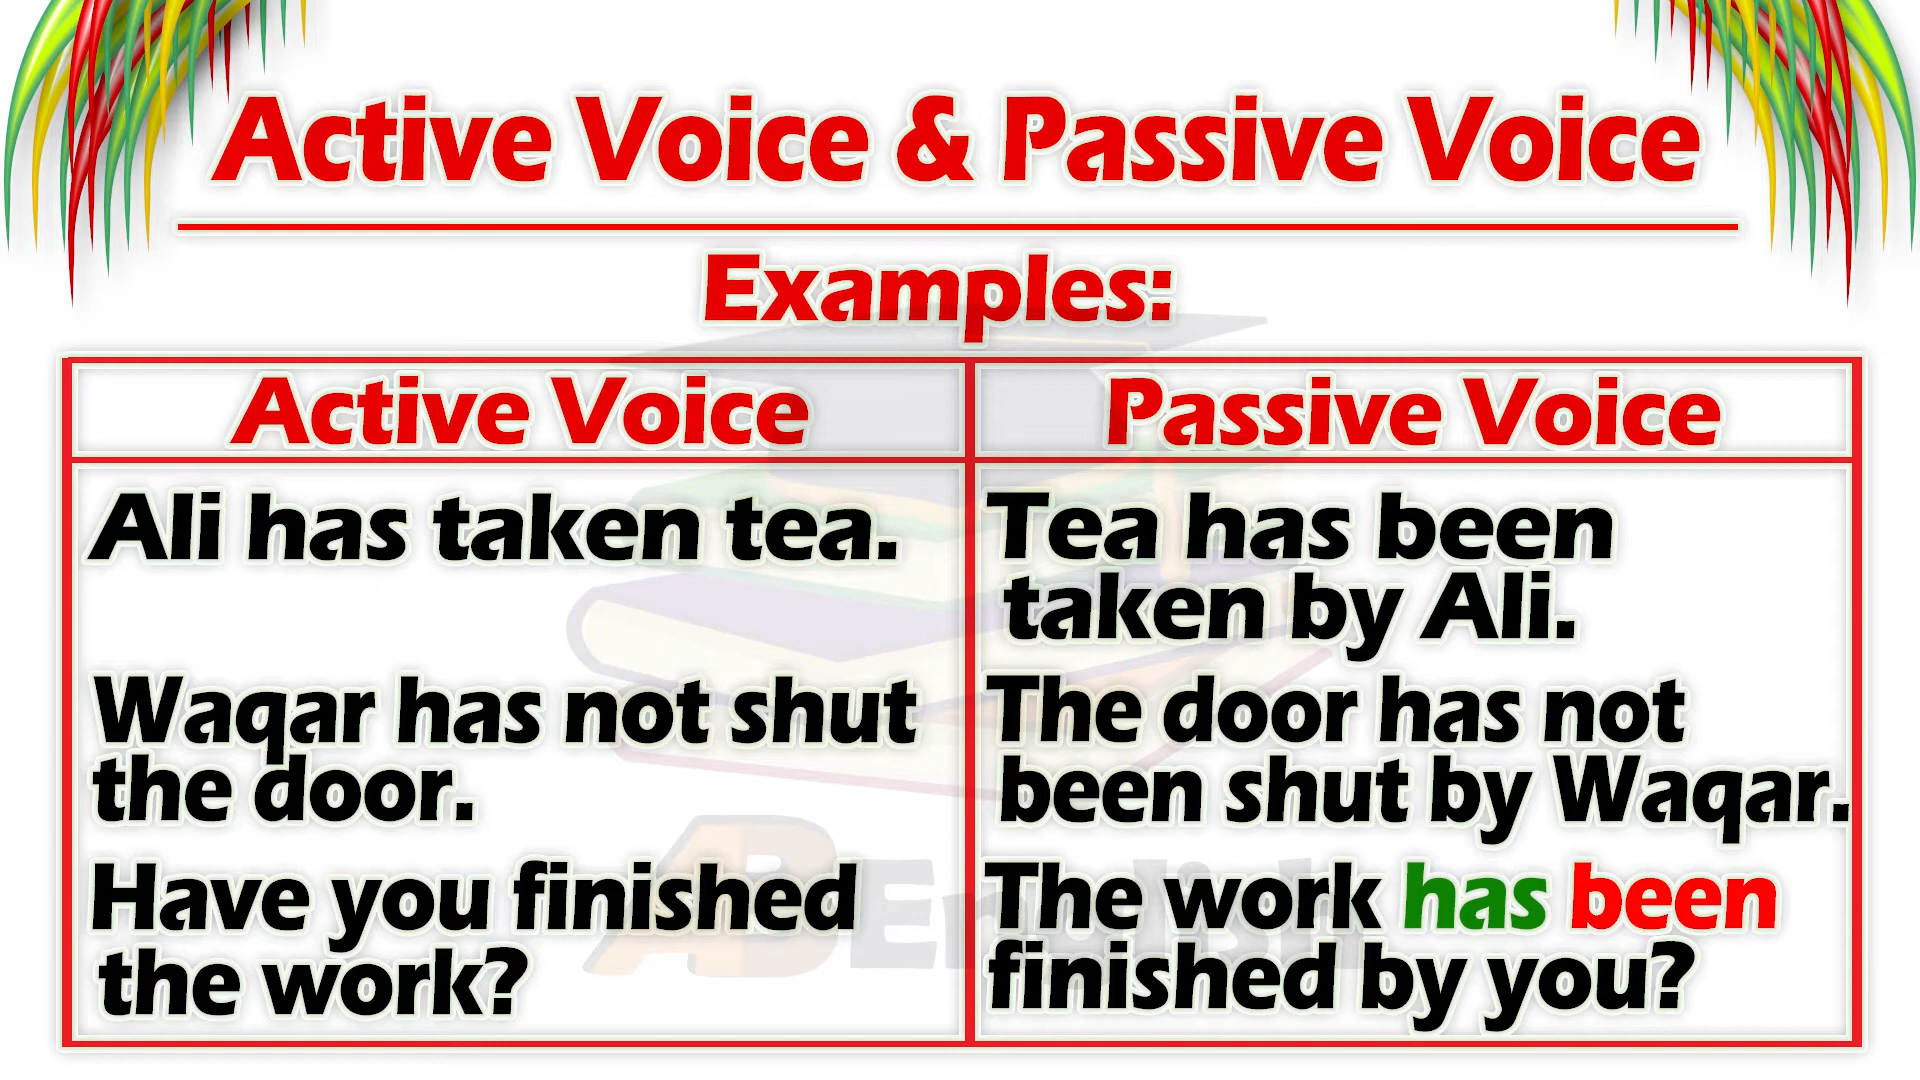 Active Voice & Passive Voice
Examples:
Active Voice
Passive Voice
Ali has taken tea.
Tea has been
taken by Ali.
Waqar has not shut
the door.
The door has not
been shut by Waqar.
Have you finished
the work?
The work has been
finished by you?
AB English